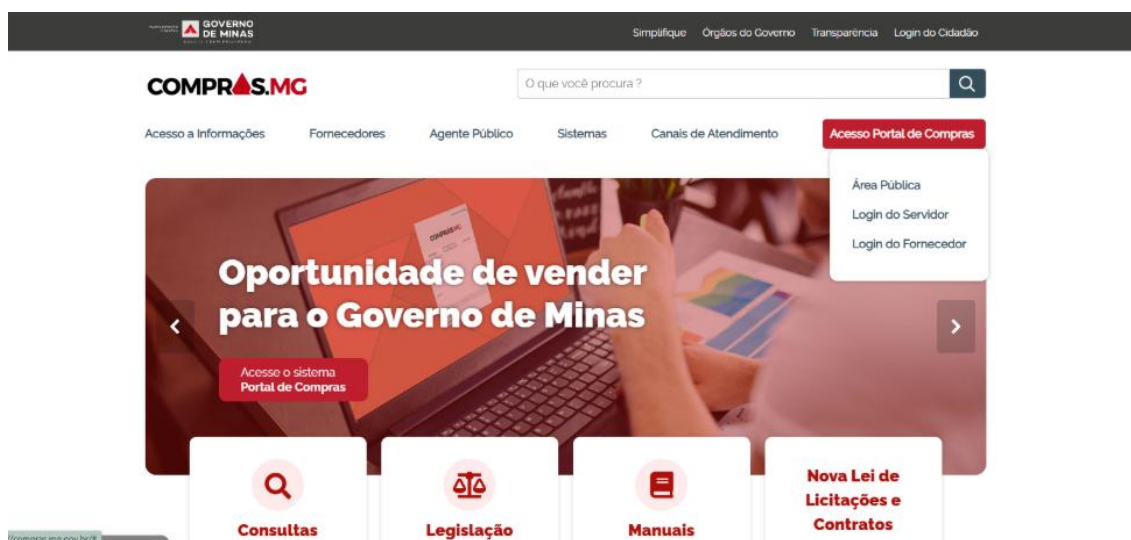 GOVERNO
DE MINAS
Simplifique Órgãos do Governo Transparência Login do Cidadão
COMPRAS.MG
O que você procura ?
Acesso a Informações Fornecedores Agente Público Sistemas Canais de Atendimento Acesso Portal de Compras
Área Pública
Login do Servidor
Login do Fornecedor
COMPRAS MG
Oportunidade de vender
para o Governo de Minas
Acesse o sistema
Portal de Compras
Consultas
Legislação
Manuais
Nova Lei de
Licitações e
Contratos